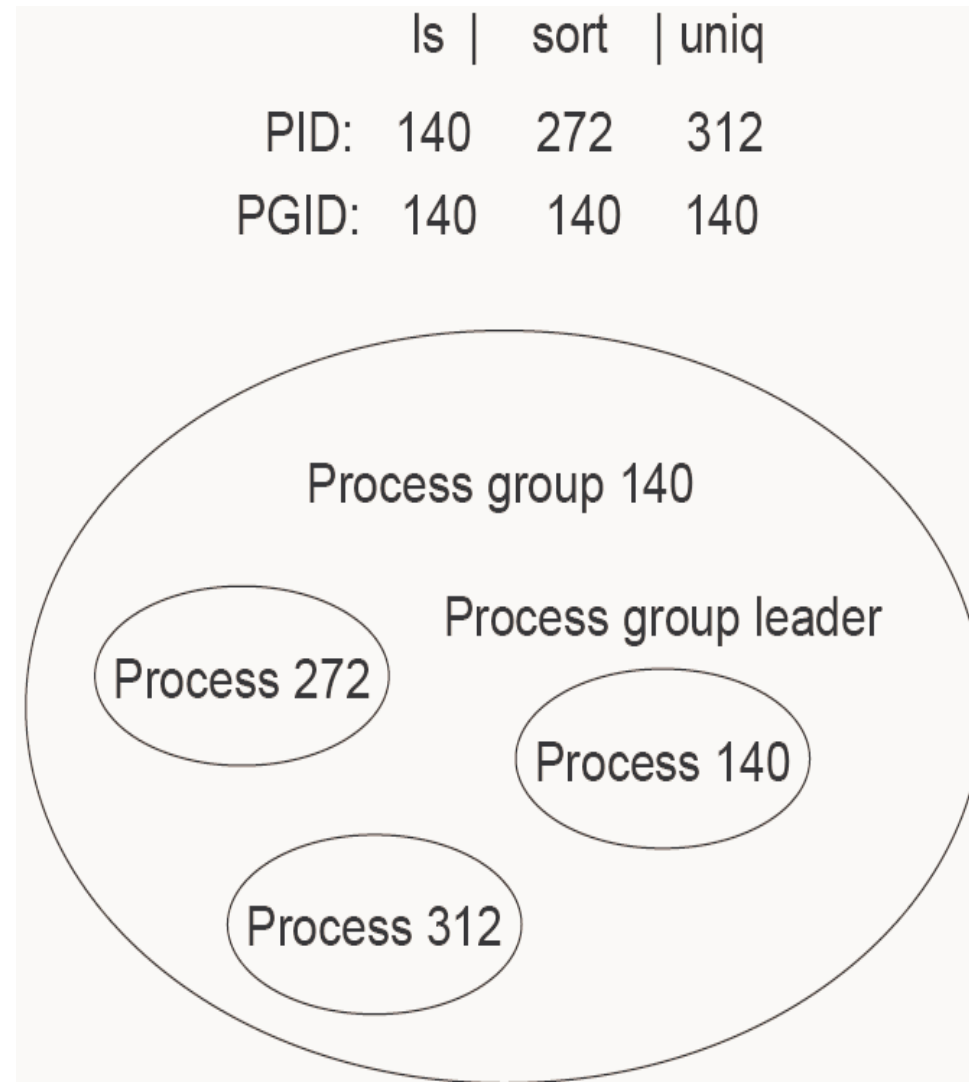 ls | sort | uniq
PID: 140 272 312
PGID: 140 140 140
Process group 140
Process group leader
Process 272
Process 140
Process 312